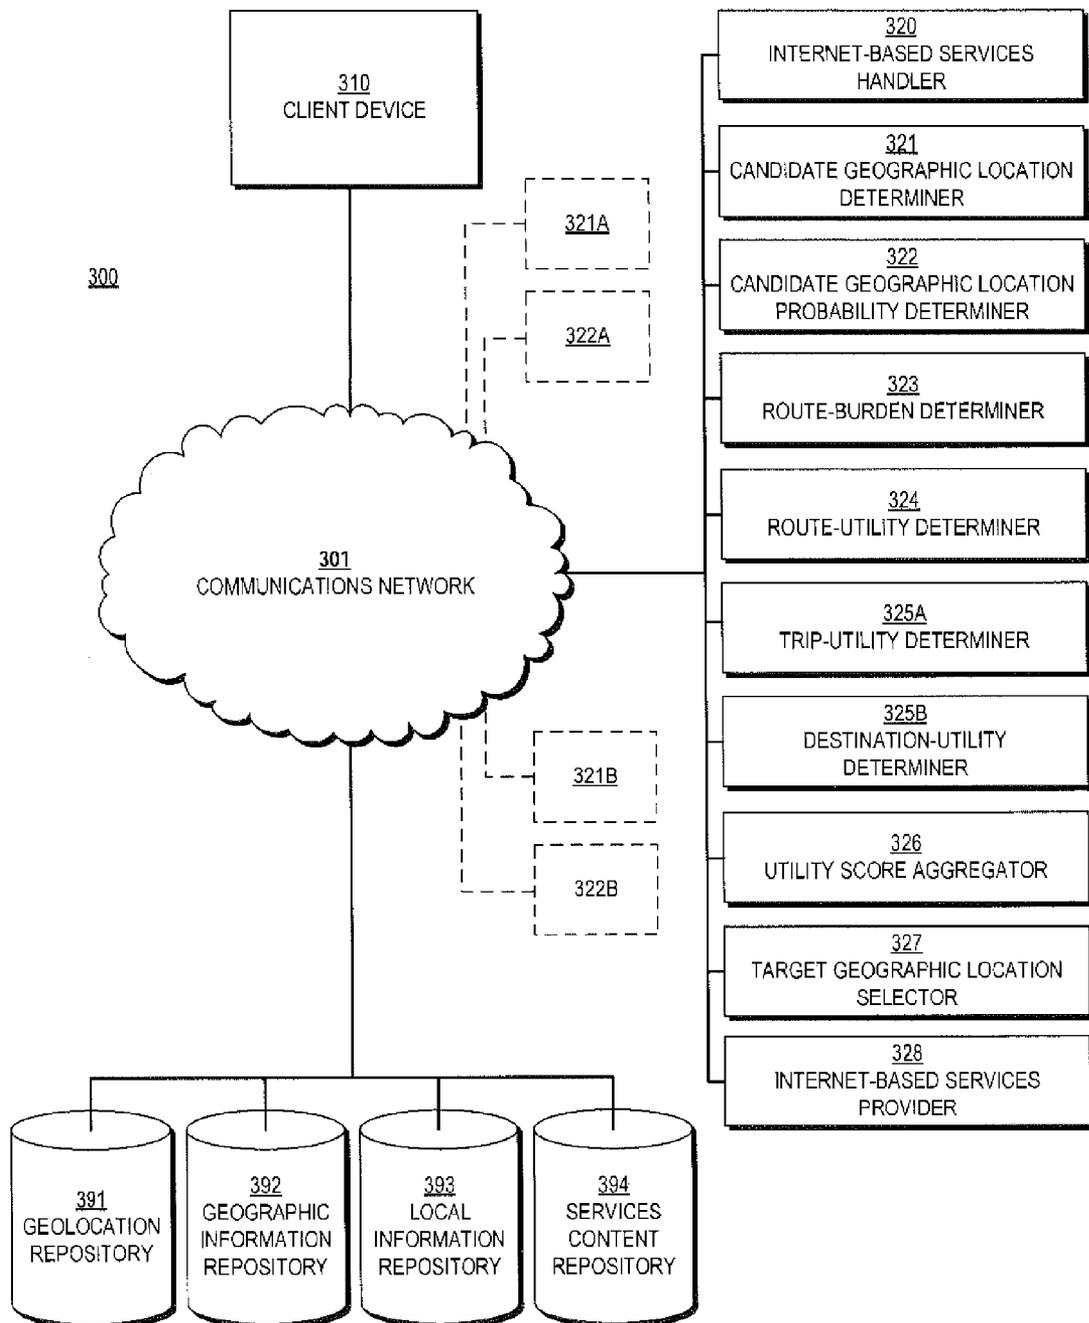 310
CLIENT DEVICE
300
321A
322A
301
COMMUNICATIONS NETWORK
321B
322B
320
INTERNET-BASED SERVICES
HANDLER
321
CANDIDATE GEOGRAPHIC LOCATION
DETERMINER
322
CANDIDATE GEOGRAPHIC LOCATION
PROBABILITY DETERMINER
323
ROUTE-BURDEN DETERMINER
324
ROUTE-UTILITY DETERMINER
325A
TRIP-UTILITY DETERMINER
325B
DESTINATION-UTILITY
DETERMINER
326
UTILITY SCORE AGGREGATOR
327
TARGET GEOGRAPHIC LOCATION
SELECTOR
328
INTERNET-BASED SERVICES
PROVIDER
391
GEOLOCATION
REPOSITORY
392
GEOGRAPHIC
INFORMATION
REPOSITORY
393
LOCAL
INFORMATION
REPOSITORY
394
SERVICES
CONTENT
REPOSITORY